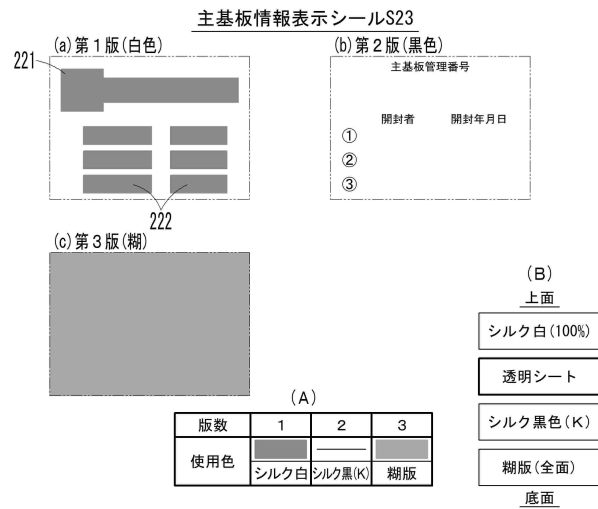 主基板情報表示シールS23
(a)第1版(白色)
221
222
(b)第2版(黒色)
主基板管理番号
開封者 開封年月日
①
②
③
(c)第3版(糊)
(A)
版数 1 2 3
使用色 シルク白 シルク黒(K) 糊版
(B)
上面
シルク白(100%)
透明シート
シルク黒色(K)
糊版(全面)
底面